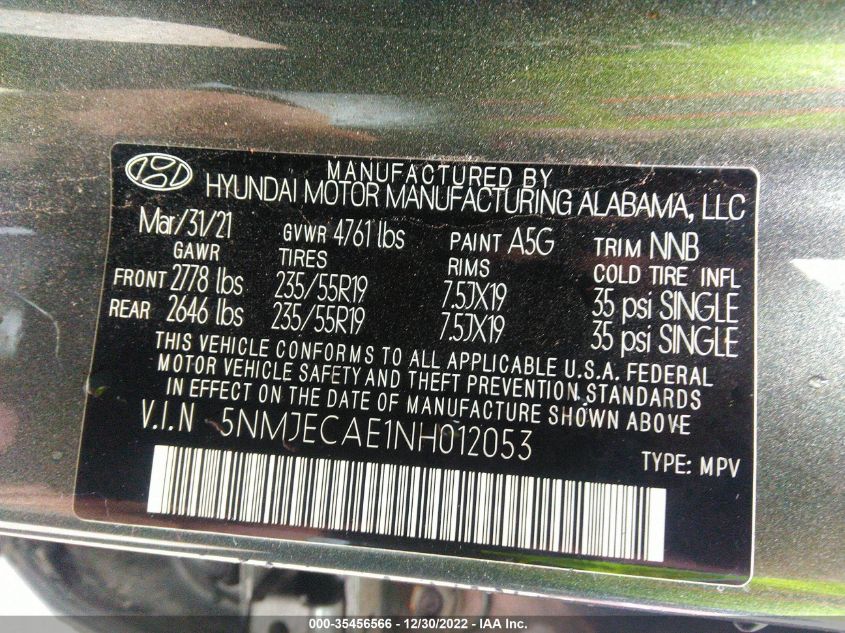 MANUFACTURED BY
HYUNDAI MOTOR MANUFACTURING ALABAMA, LLC
Mar/31/21 GVWR 4761 lbs PAINT A5G TRIM NNB
GAWR TIRES RIMS COLD TIRE INFL
FRONT 2778 lbs 235/55R19 7.5JX19 35 psi SINGLE
REAR 2646 lbs 235/55R19 7.5JX19 35 psi SINGLE
THIS VEHICLE CONFORMS TO ALL APPLICABLE U.S.A. FEDERAL
MOTOR VEHICLE SAFETY AND THEFT PREVENTION STANDARDS
IN EFFECT ON THE DATE OF MANUFACTURE SHOWN ABOVE
V.I.N 5NMJECAE1NH012053
TYPE: MPV
000-35456566 - 12/30/2022 - IAA Inc.